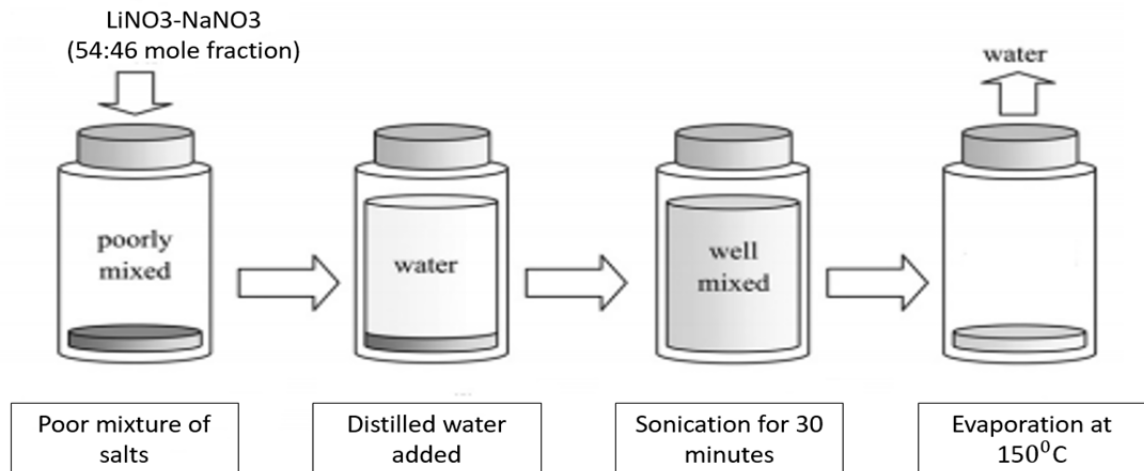 LiNO3-NaNO3
(54:46 mole fraction)
water
poorly
mixed
water
well
mixed
Poor mixture of
salts
Distilled water
added
Sonication for 30
minutes
Evaporation at
150⁰C